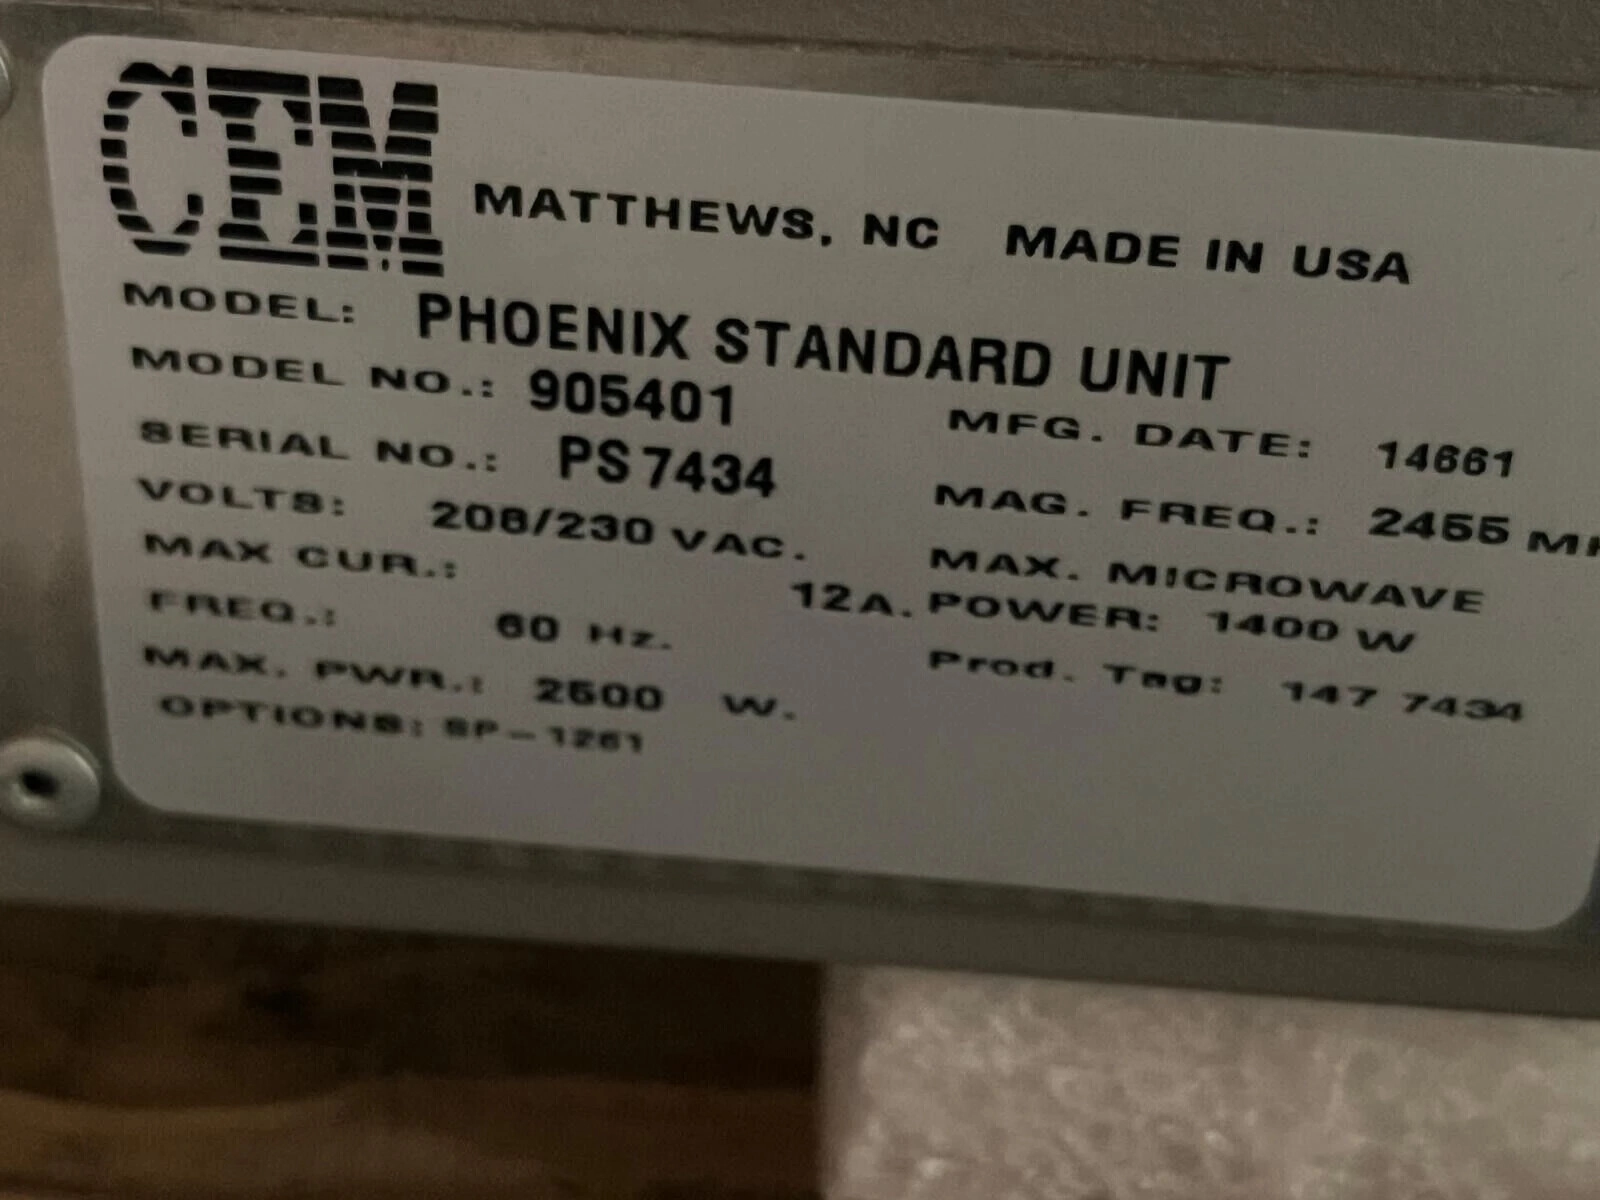 CEM MATTHEWS, NC MADE IN USA
MODEL: PHOENIX STANDARD UNIT
MODEL NO.: 905401 MFG. DATE: 14661
SERIAL NO.: PS7434 MAG. FREQ.: 2455 MH
VOLTS: 208/230 VAC. MAX. MICROWAVE
MAX CUR.: 12A. POWER: 1400 W
FREQ.: 60 Hz. Prod. Tag: 147 7434
MAX. PWR.: 2500 W.
OPTIONS: SP-1261